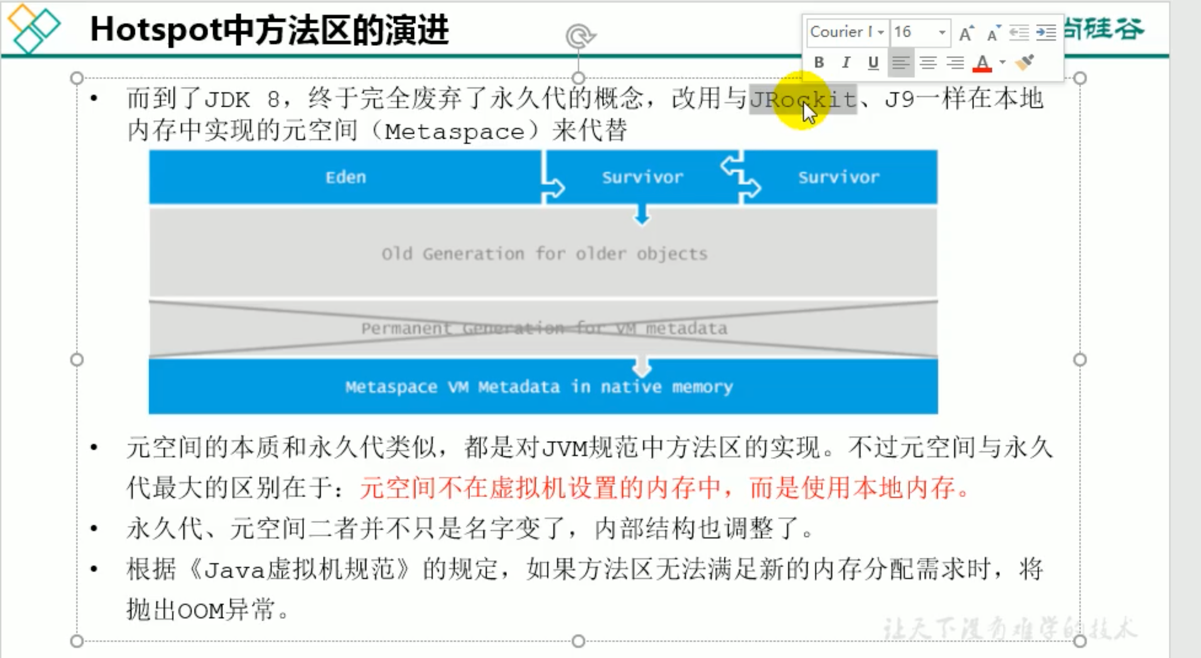 Hotspot中方法区的演进
Courier I
16
A A
B I U A
尚硅谷
• 而到了JDK 8，终于完全废弃了永久代的概念，改用与JRockit、J9一样在本地
内存中实现的元空间（Metaspace）来代替
Eden
Survivor
Survivor
Old Generation for older objects
Permanent Generation for VM metadata
Metaspace VM Metadata in native memory
• 元空间的本质和永久代类似，都是对JVM规范中方法区的实现。不过元空间与永久
代最大的区别在于：元空间不在虚拟机设置的内存中，而是使用本地内存。
• 永久代、元空间二者并不只是名字变了，内部结构也调整了。
• 根据《Java虚拟机规范》的规定，如果方法区无法满足新的内存分配需求时，将
抛出OOM异常。
让天下没有难学的技术